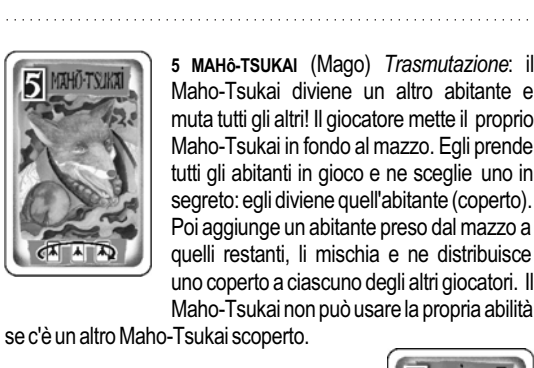 5 MAHÔ-TSUKAI
5 MAHô-TSUKAI (Mago) Trasmutazione: il
Maho-Tsukai diviene un altro abitante e
muta tutti gli altri! Il giocatore mette il proprio
Maho-Tsukai in fondo al mazzo. Egli prende
tutti gli abitanti in gioco e ne sceglie uno in
segreto: egli diviene quell'abitante (coperto).
Poi aggiunge un abitante preso dal mazzo a
quelli restanti, li mischia e ne distribuisce
uno coperto a ciascuno degli altri giocatori. Il
Maho-Tsukai non può usare la propria abilità
se c'è un altro Maho-Tsukai scoperto.